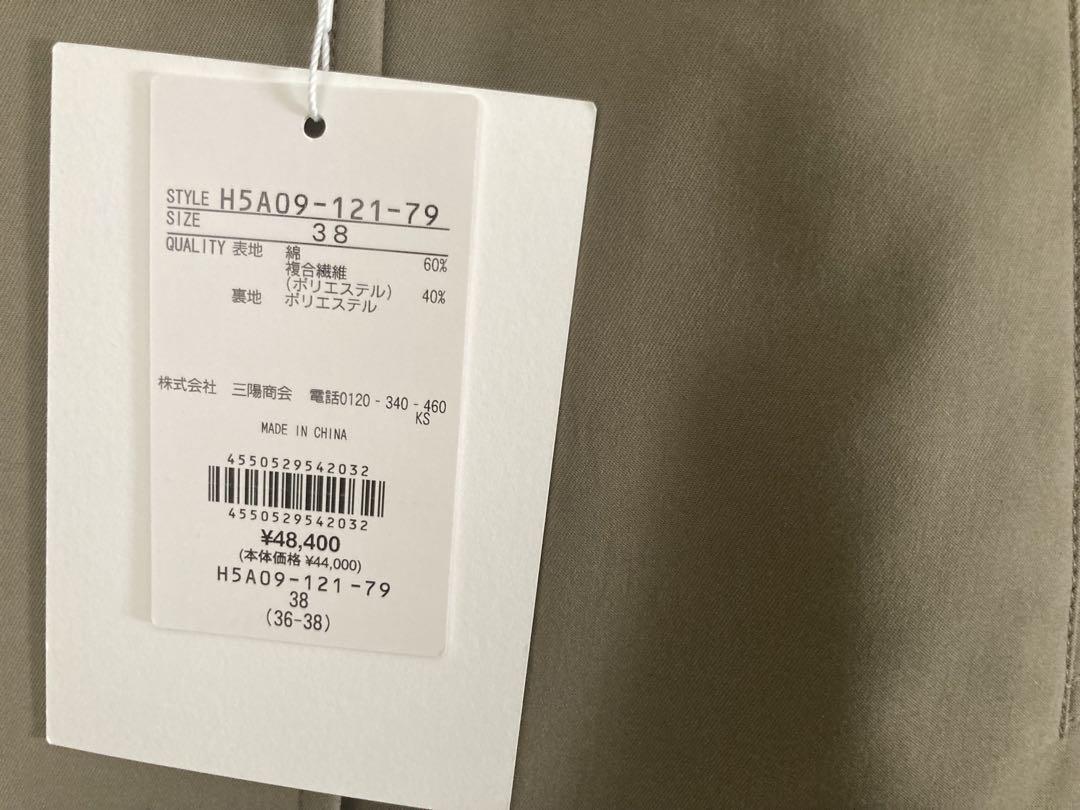 STYLE H5A09-121-79
SIZE 38
QUALITY 表地 綿 60%
複合繊維
(ポリエステル) 40%
裏地 ポリエステル
株式会社 三陽商会 電話0120-340-460
KS
MADE IN CHINA
4550529542032
4550529542032
¥48,400
(本体価格 ¥44,000)
H5A09-121-79
38
(36-38)